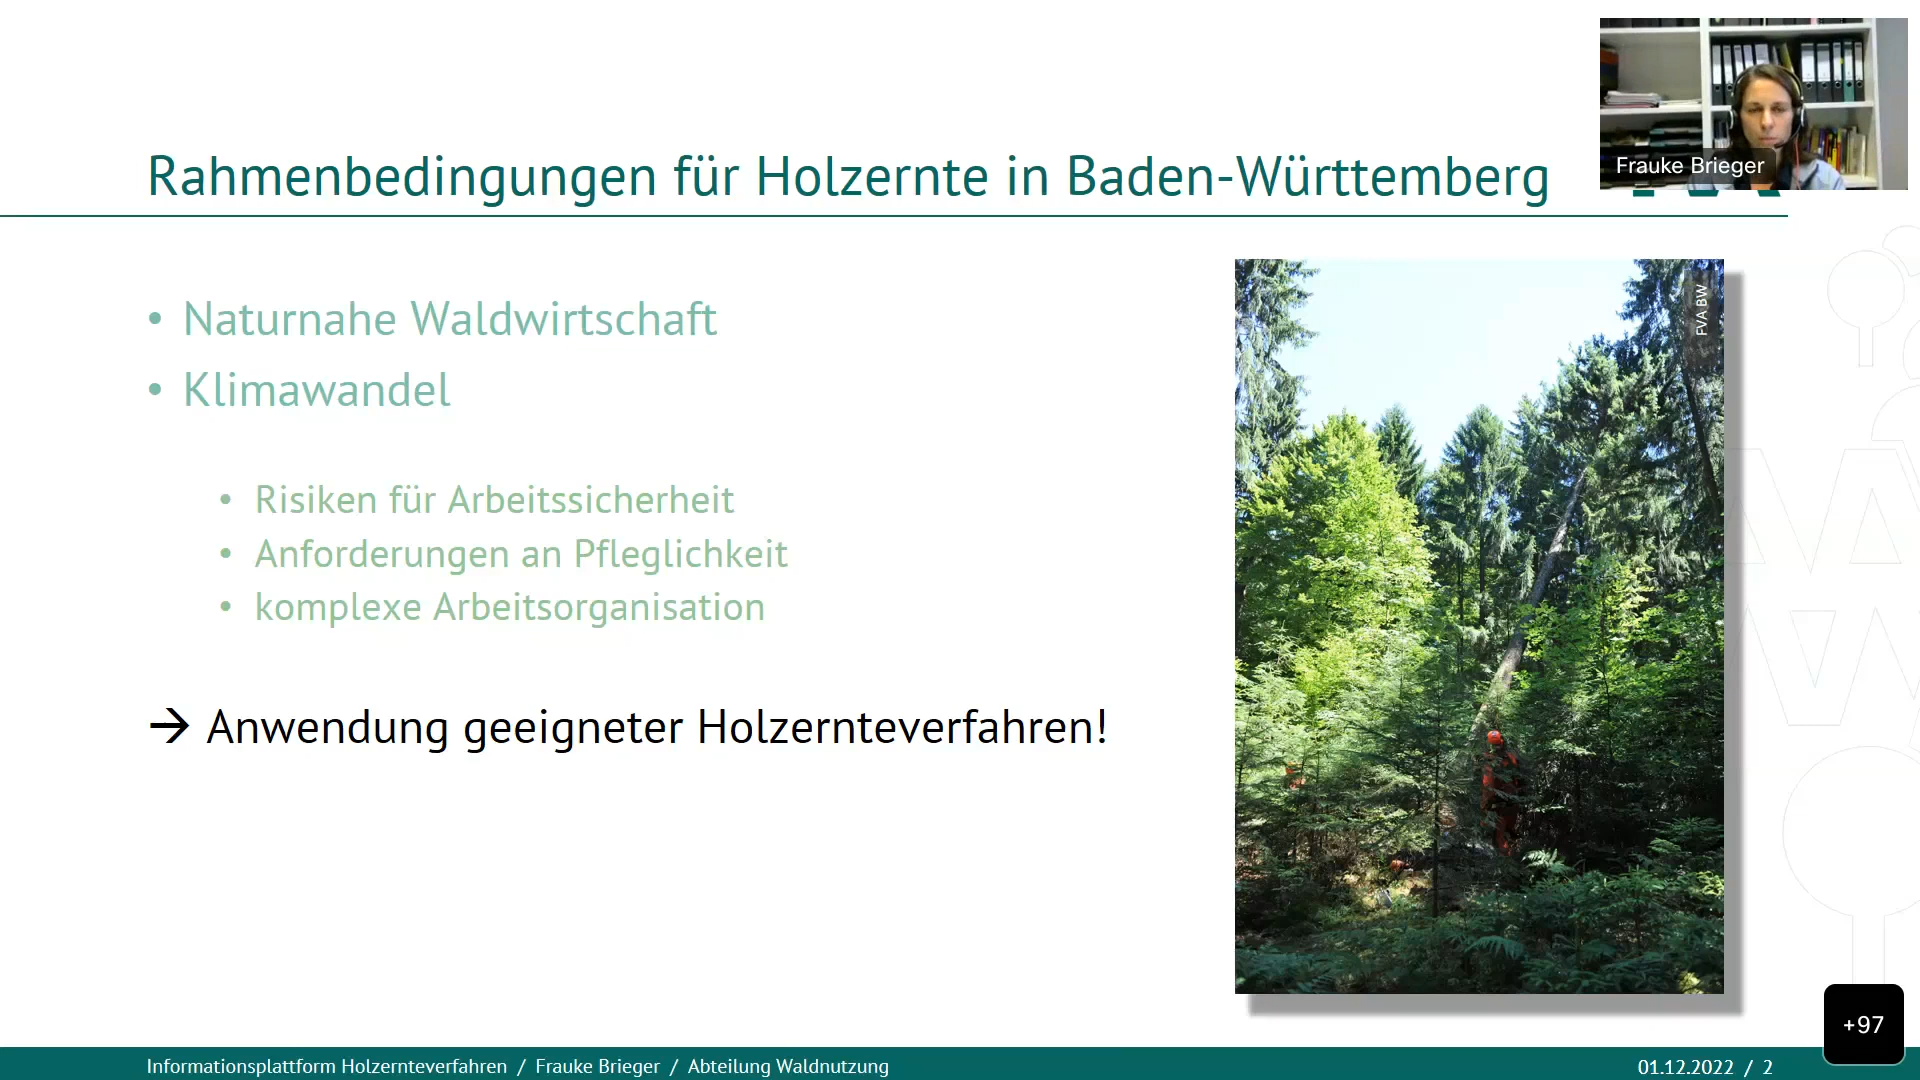 Frauke Brieger
Rahmenbedingungen für Holzernte in Baden-Württemberg
• Naturnahe Waldwirtschaft
• Klimawandel
• Risiken für Arbeitssicherheit
• Anforderungen an Pfleglichkeit
• komplexe Arbeitsorganisation
→ Anwendung geeigneter Holzernteverfahren!
FVA BW
+97
Informationsplattform Holzernteverfahren / Frauke Brieger / Abteilung Waldnutzung
01.12.2022 / 2